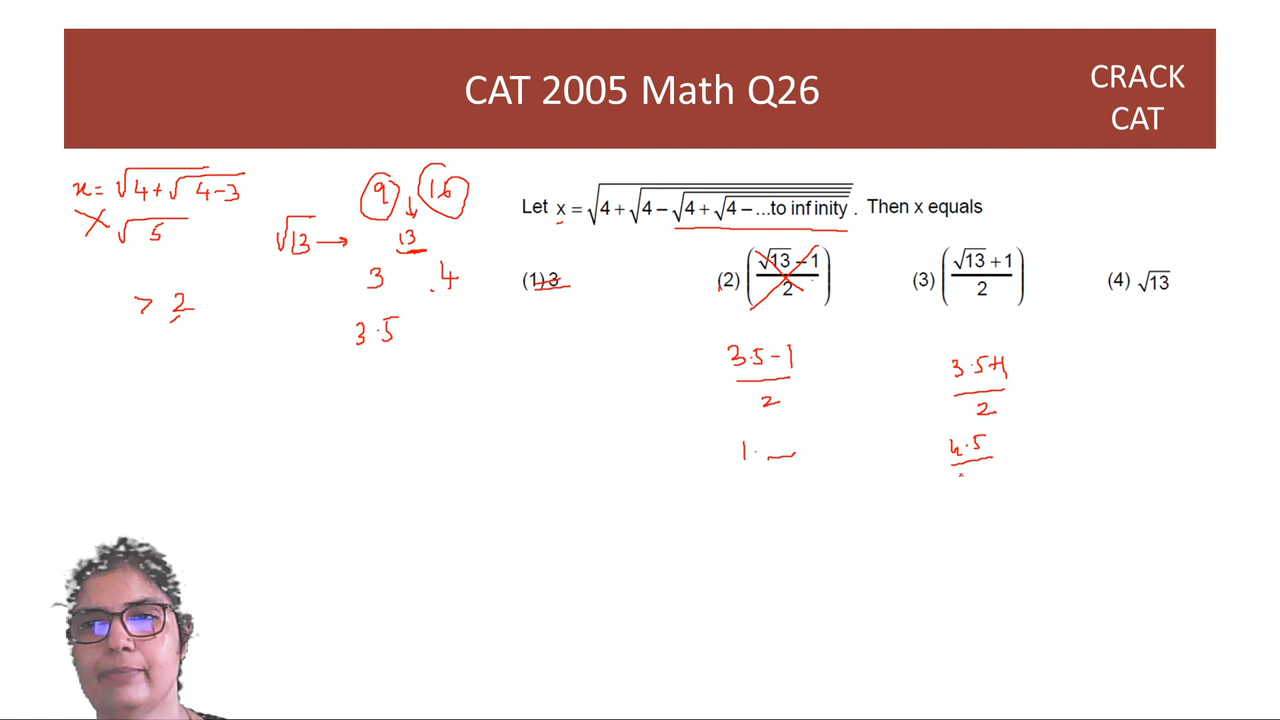 CAT 2005 Math Q26
CRACK
CAT
x = √(4 + √(4 - 3
√5
> 2
√13 →
9 16
13
3 4
3.5
Let x = √(4 + √(4 − √(4 + √(4 − ...to infinity . Then x equals
(1) 3
(2) (√13 − 1 / 2)
(3) (√13 + 1 / 2)
(4) √13
3.5 - 1
2
1.
3.5 + 1
2
4.5